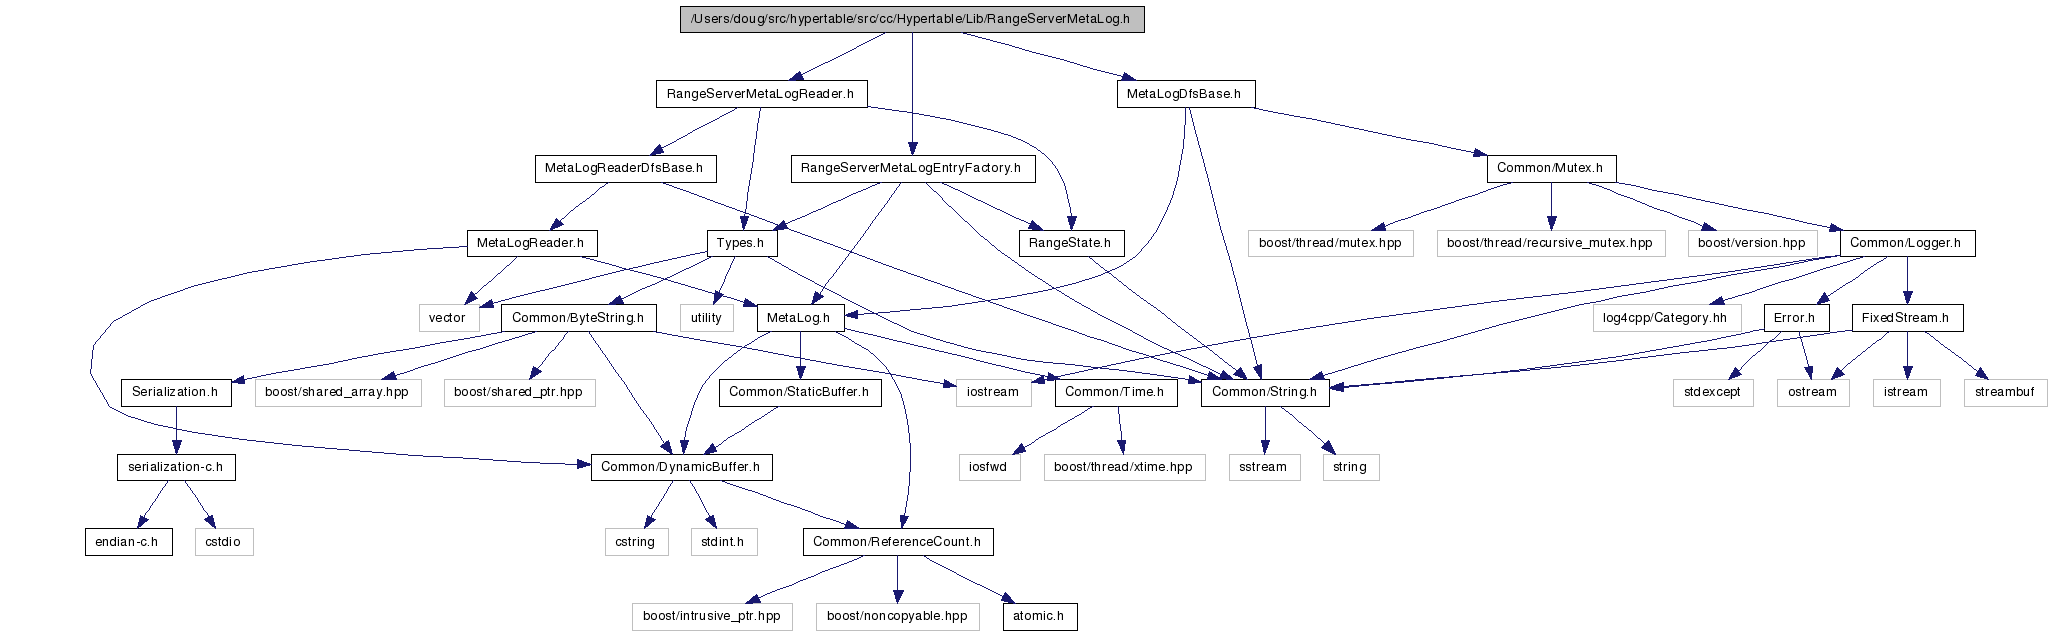 /Users/doug/src/hypertable/src/cc/Hypertable/Lib/RangeServerMetaLog.h
RangeServerMetaLogReader.h
MetaLogDfsBase.h
MetaLogReaderDfsBase.h
RangeServerMetaLogEntryFactory.h
Common/Mutex.h
MetaLogReader.h
Types.h
RangeState.h
boost/thread/mutex.hpp
boost/thread/recursive_mutex.hpp
boost/version.hpp
Common/Logger.h
vector
Common/ByteString.h
utility
MetaLog.h
log4cpp/Category.hh
Error.h
FixedStream.h
Serialization.h
boost/shared_array.hpp
boost/shared_ptr.hpp
Common/StaticBuffer.h
iostream
Common/Time.h
Common/String.h
stdexcept
ostream
istream
streambuf
serialization-c.h
Common/DynamicBuffer.h
iosfwd
boost/thread/xtime.hpp
sstream
string
endian-c.h
cstdio
cstring
stdint.h
Common/ReferenceCount.h
boost/intrusive_ptr.hpp
boost/noncopyable.hpp
atomic.h